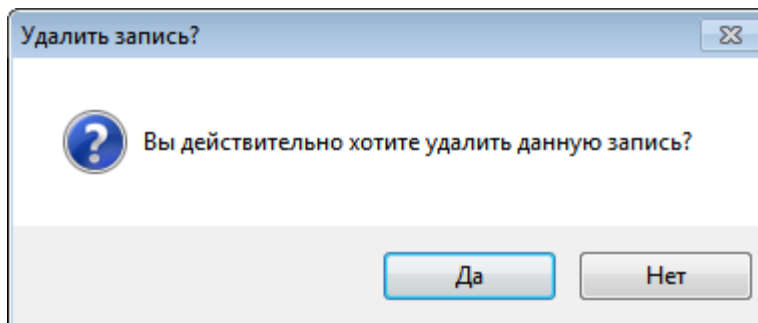 Удалить запись?
Вы действительно хотите удалить данную запись?
Да
Нет